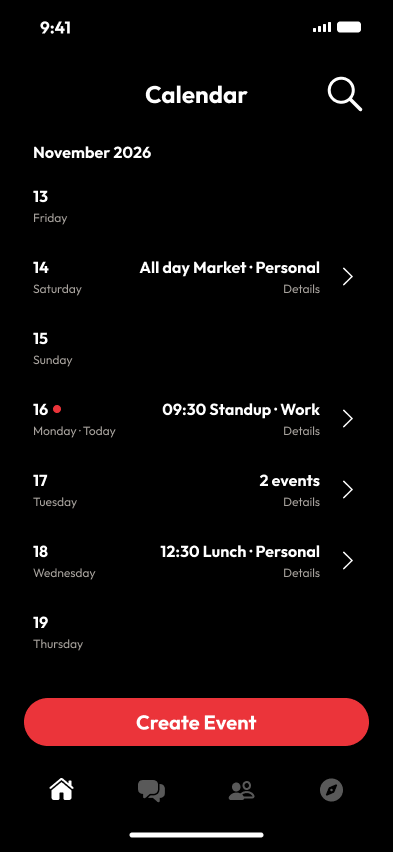 9:41
Calendar
November 2026
13
Friday
14
All day Market · Personal
Saturday
Details
15
Sunday
16
09:30 Standup · Work
Monday · Today
Details
17
2 events
Tuesday
Details
18
12:30 Lunch · Personal
Wednesday
Details
19
Thursday
Create Event